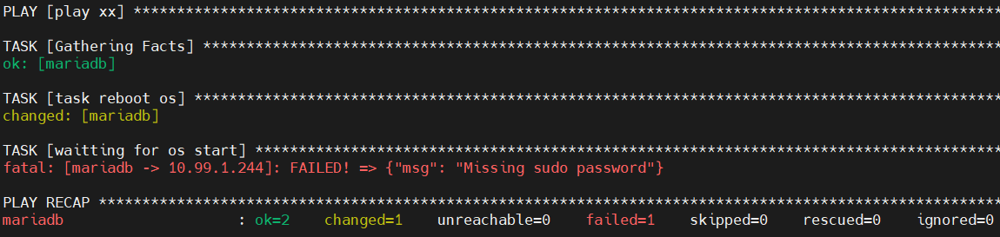 PLAY [play xx] ****************************************************************************************************
TASK [Gathering Facts] ********************************************************************************************
ok: [mariadb]
TASK [task reboot os] *********************************************************************************************
changed: [mariadb]
TASK [waitting for os start] **************************************************************************************
fatal: [mariadb -> 10.99.1.244]: FAILED! => {"msg": "Missing sudo password"}
PLAY RECAP ********************************************************************************************************
mariadb : ok=2 changed=1 unreachable=0 failed=1 skipped=0 rescued=0 ignored=0